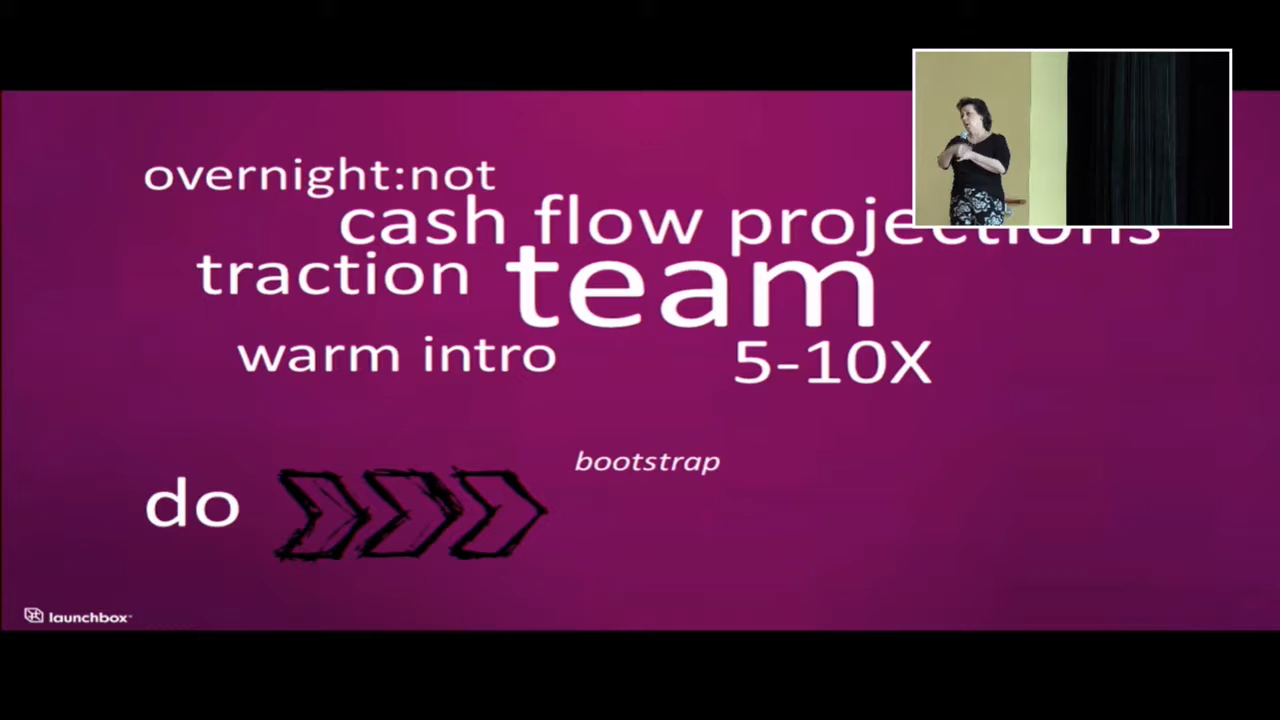 overnight:not
cash flow projections
traction
team
warm intro
5-10X
bootstrap
do
launchbox